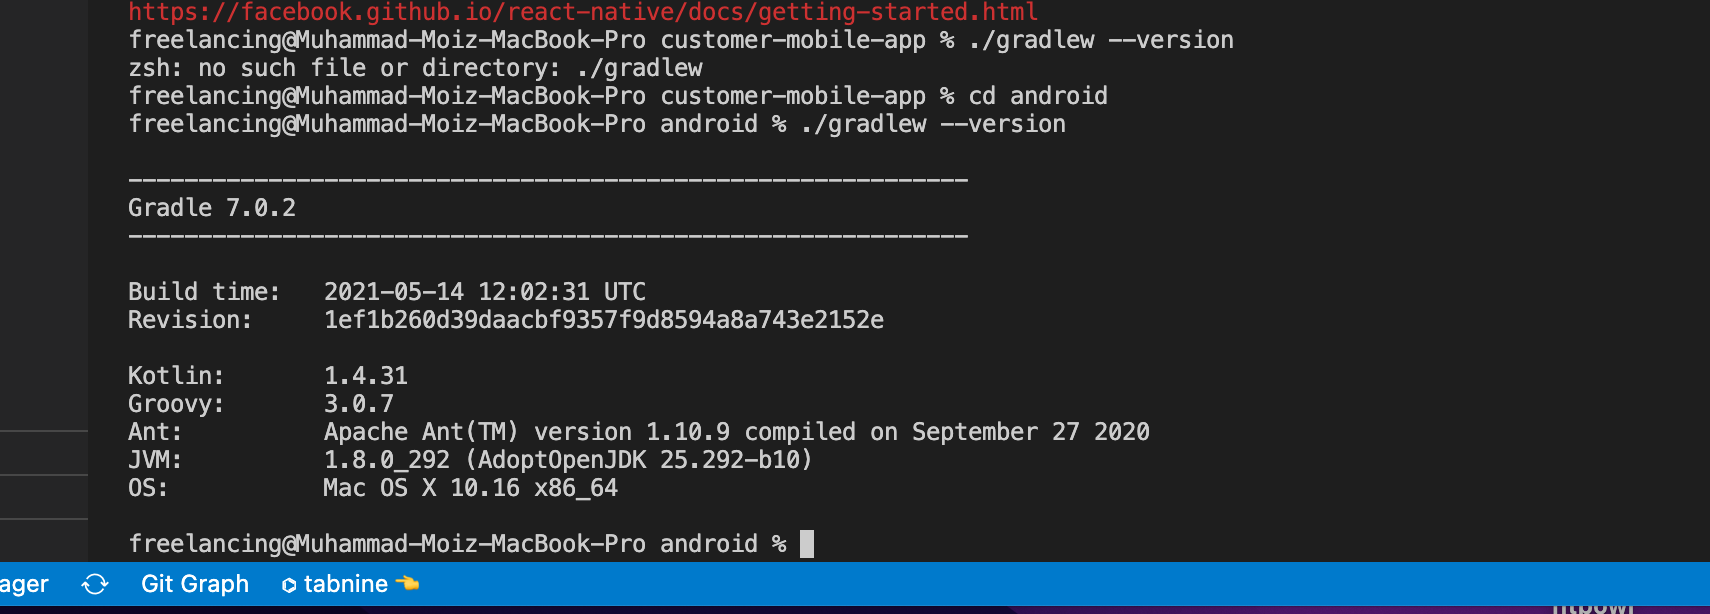 https://facebook.github.io/react-native/docs/getting-started.html
freelancing@Muhammad-Moiz-MacBook-Pro customer-mobile-app % ./gradlew --version
zsh: no such file or directory: ./gradlew
freelancing@Muhammad-Moiz-MacBook-Pro customer-mobile-app % cd android
freelancing@Muhammad-Moiz-MacBook-Pro android % ./gradlew --version
------------------------------------------------------------
Gradle 7.0.2
------------------------------------------------------------
Build time:   2021-05-14 12:02:31 UTC
Revision:     1ef1b260d39daacbf9357f9d8594a8a743e2152e
Kotlin:       1.4.31
Groovy:       3.0.7
Ant:          Apache Ant(TM) version 1.10.9 compiled on September 27 2020
JVM:          1.8.0_292 (AdoptOpenJDK 25.292-b10)
OS:           Mac OS X 10.16 x86_64
freelancing@Muhammad-Moiz-MacBook-Pro android %
ager Git Graph tabnine 👈